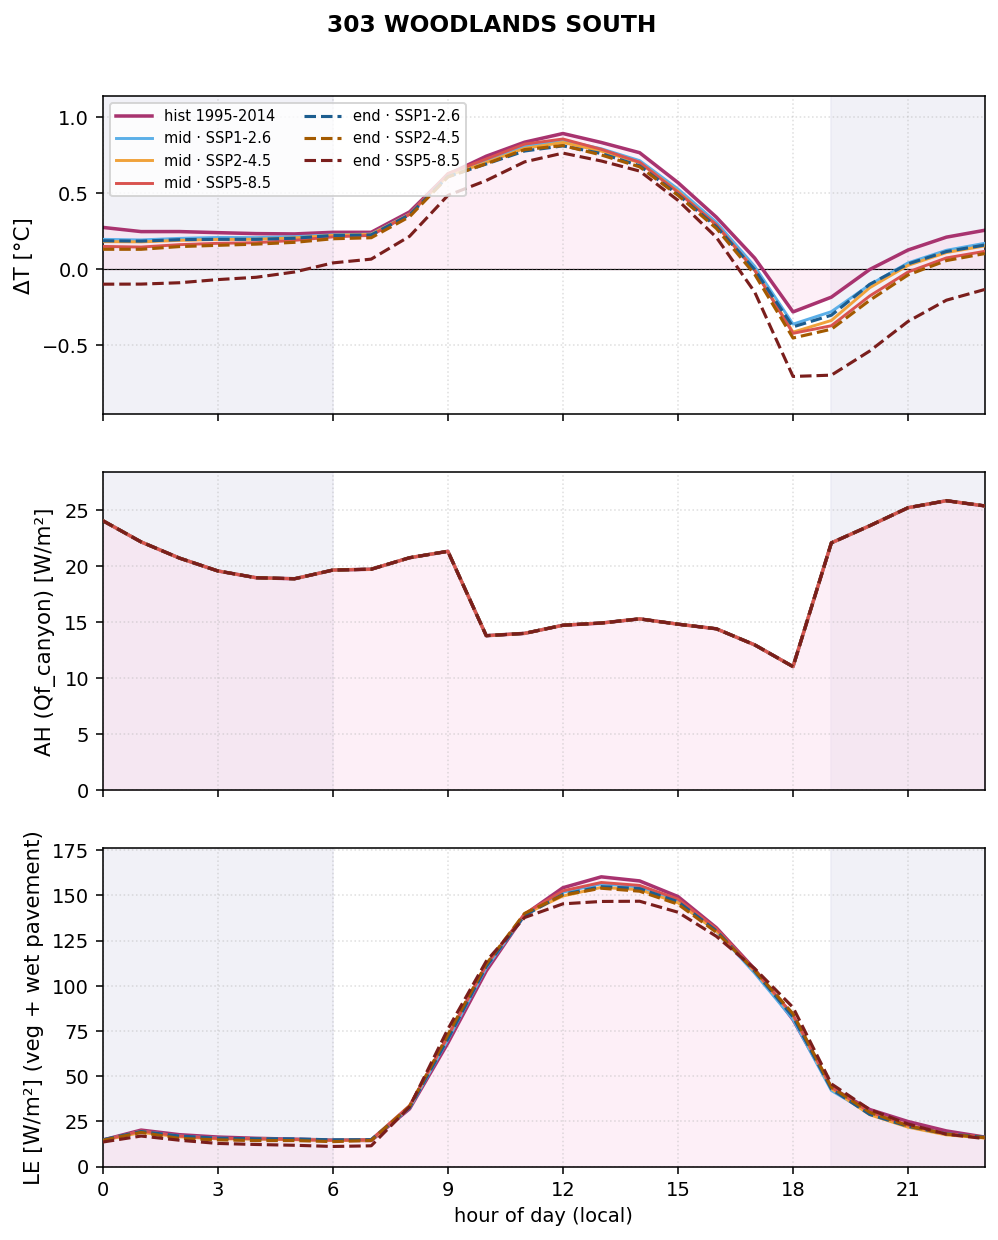 303 WOODLANDS SOUTH
hist 1995-2014
mid · SSP1-2.6
mid · SSP2-4.5
mid · SSP5-8.5
end · SSP1-2.6
end · SSP2-4.5
end · SSP5-8.5
ΔT [°C]
1.0
0.5
0.0
−0.5
AH (Qf_canyon) [W/m²]
25
20
15
10
5
0
LE [W/m²] (veg + wet pavement)
175
150
125
100
75
50
25
0
0 3 6 9 12 15 18 21
hour of day (local)